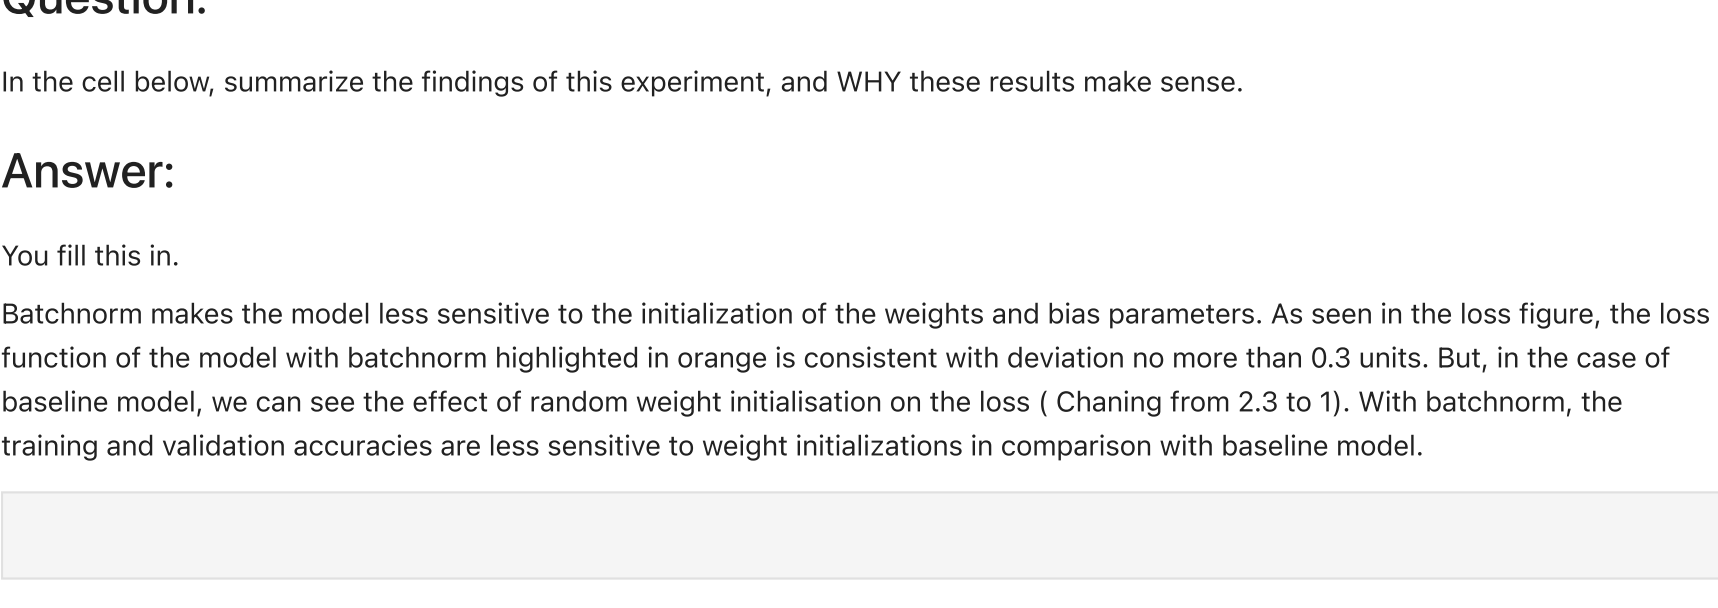 Question:
In the cell below, summarize the findings of this experiment, and WHY these results make sense.
Answer:
You fill this in.
Batchnorm makes the model less sensitive to the initialization of the weights and bias parameters. As seen in the loss figure, the loss
function of the model with batchnorm highlighted in orange is consistent with deviation no more than 0.3 units. But, in the case of
baseline model, we can see the effect of random weight initialisation on the loss ( Chaning from 2.3 to 1). With batchnorm, the
training and validation accuracies are less sensitive to weight initializations in comparison with baseline model.